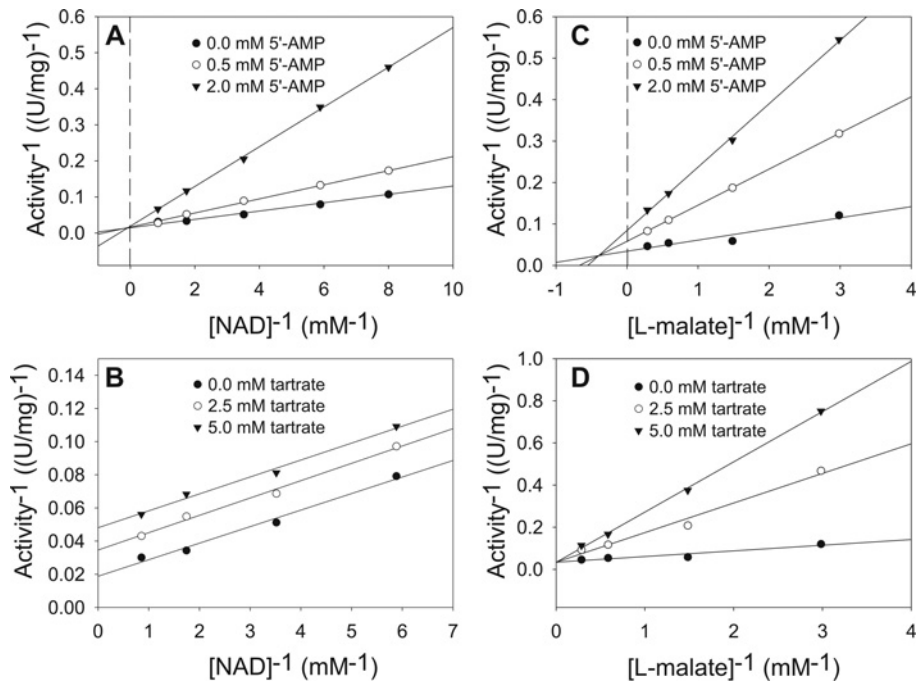 A
0.0 mM 5'-AMP
0.5 mM 5'-AMP
2.0 mM 5'-AMP
Activity-1 ((U/mg)-1)
0.6
0.5
0.4
0.3
0.2
0.1
0.0
0 2 4 6 8 10
[NAD]-1 (mM-1)
C
0.0 mM 5'-AMP
0.5 mM 5'-AMP
2.0 mM 5'-AMP
Activity-1 ((U/mg)-1)
0.6
0.5
0.4
0.3
0.2
0.1
0.0
-1 0 1 2 3 4
[L-malate]-1 (mM-1)
B
0.0 mM tartrate
2.5 mM tartrate
5.0 mM tartrate
Activity-1 ((U/mg)-1)
0.14
0.12
0.10
0.08
0.06
0.04
0.02
0.00
0 1 2 3 4 5 6 7
[NAD]-1 (mM-1)
D
0.0 mM tartrate
2.5 mM tartrate
5.0 mM tartrate
Activity-1 ((U/mg)-1)
1.0
0.8
0.6
0.4
0.2
0.0
0 1 2 3 4
[L-malate]-1 (mM-1)